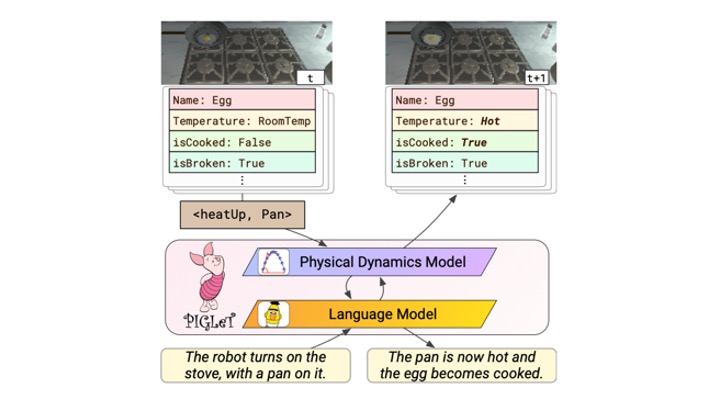 t
t+1
Name: Egg
Temperature: RoomTemp
isCooked: False
isBroken: True
⋮
Name: Egg
Temperature: Hot
isCooked: True
isBroken: True
⋮
<heatUp, Pan>
Physical Dynamics Model
Language Model
PIGLeT
The robot turns on the
stove, with a pan on it.
The pan is now hot and
the egg becomes cooked.